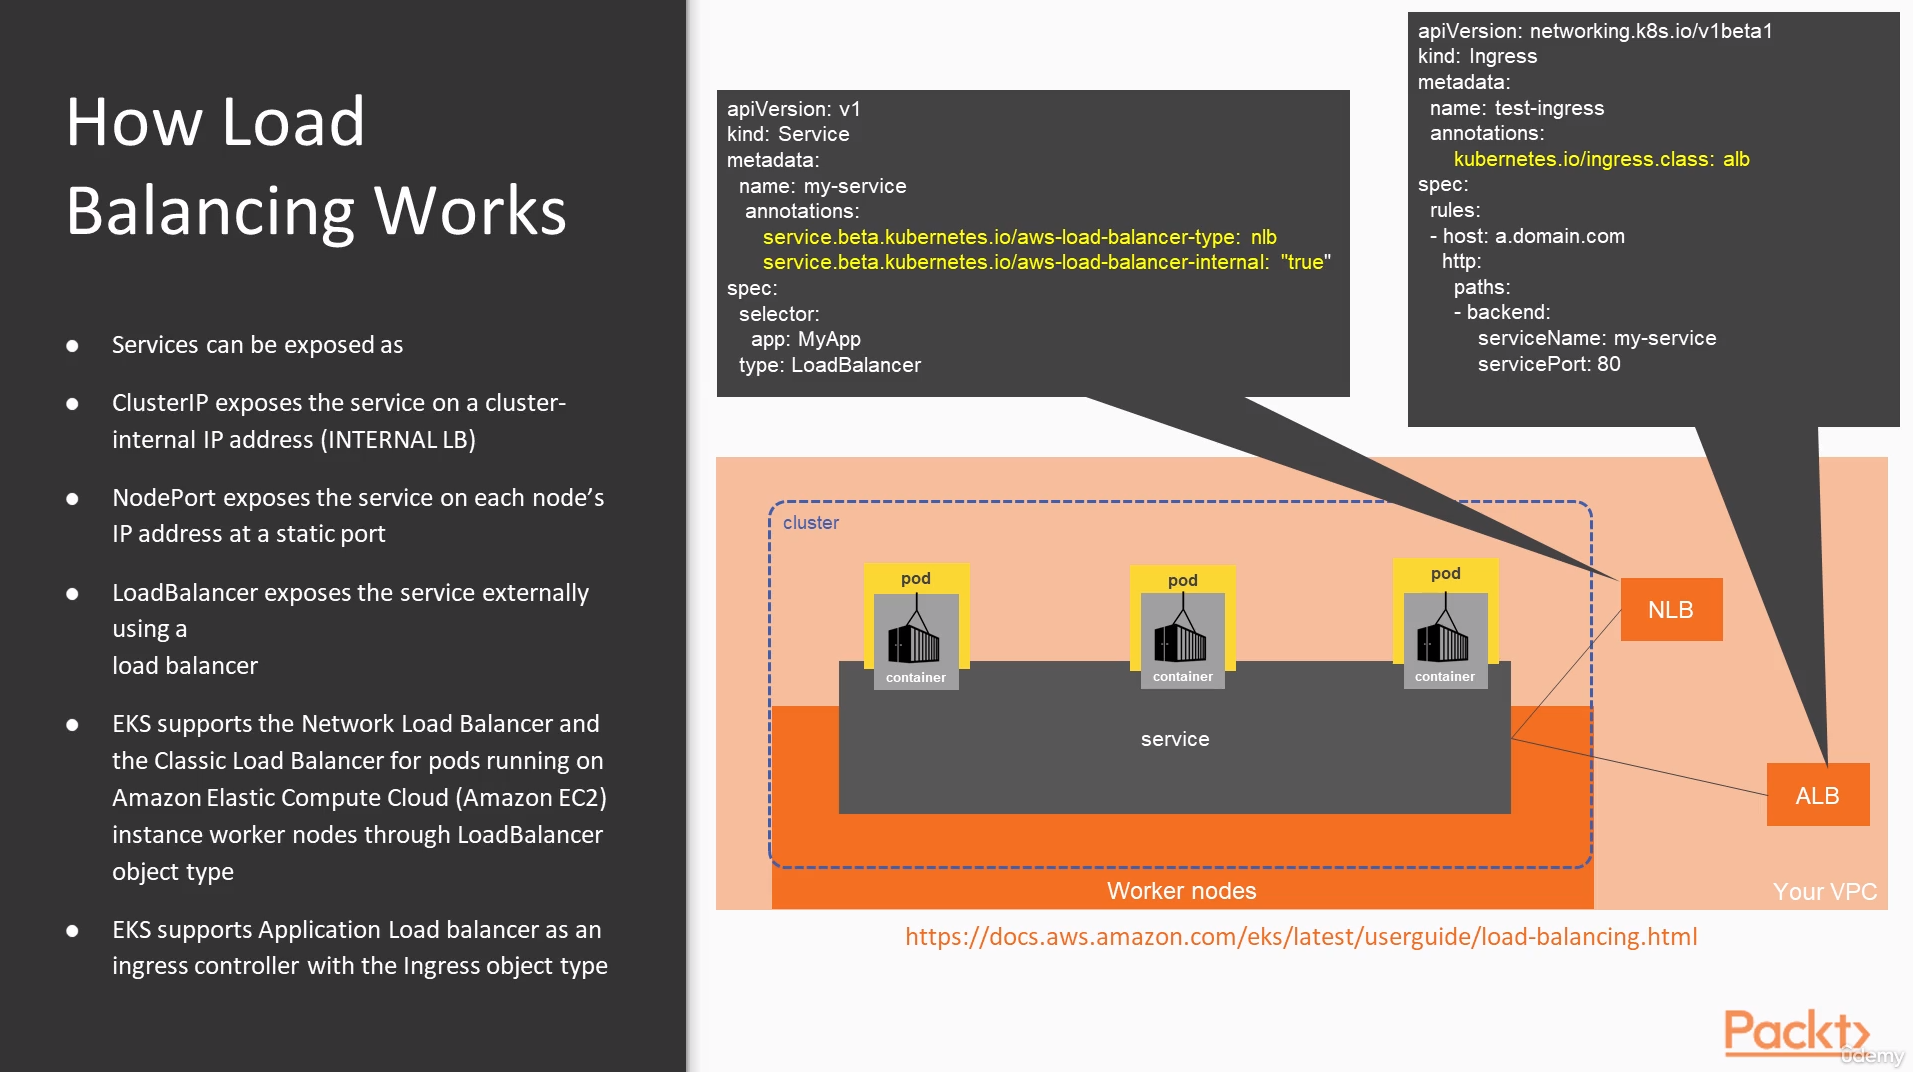 How Load
Balancing Works
● Services can be exposed as
● ClusterIP exposes the service on a cluster-
internal IP address (INTERNAL LB)
● NodePort exposes the service on each node’s
IP address at a static port
● LoadBalancer exposes the service externally
using a
load balancer
● EKS supports the Network Load Balancer and
the Classic Load Balancer for pods running on
Amazon Elastic Compute Cloud (Amazon EC2)
instance worker nodes through LoadBalancer
object type
● EKS supports Application Load balancer as an
ingress controller with the Ingress object type
apiVersion: v1
kind: Service
metadata:
name: my-service
annotations:
service.beta.kubernetes.io/aws-load-balancer-type: nlb
service.beta.kubernetes.io/aws-load-balancer-internal: "true"
spec:
selector:
app: MyApp
type: LoadBalancer
apiVersion: networking.k8s.io/v1beta1
kind: Ingress
metadata:
name: test-ingress
annotations:
kubernetes.io/ingress.class: alb
spec:
rules:
- host: a.domain.com
http:
paths:
- backend:
serviceName: my-service
servicePort: 80
cluster
pod
container
pod
container
pod
container
NLB
service
ALB
Worker nodes
Your VPC
https://docs.aws.amazon.com/eks/latest/userguide/load-balancing.html
Packt
Udemy